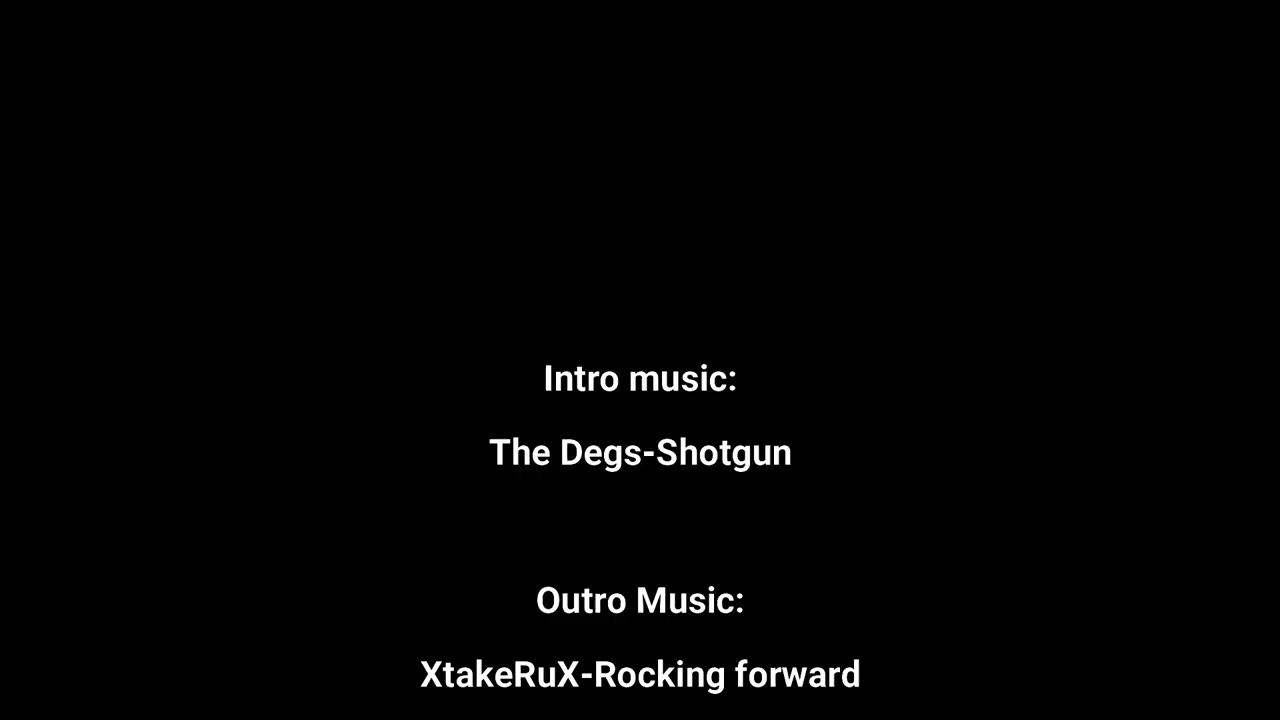 Intro music:
The Degs-Shotgun
Outro Music:
XtakeRuX-Rocking forward